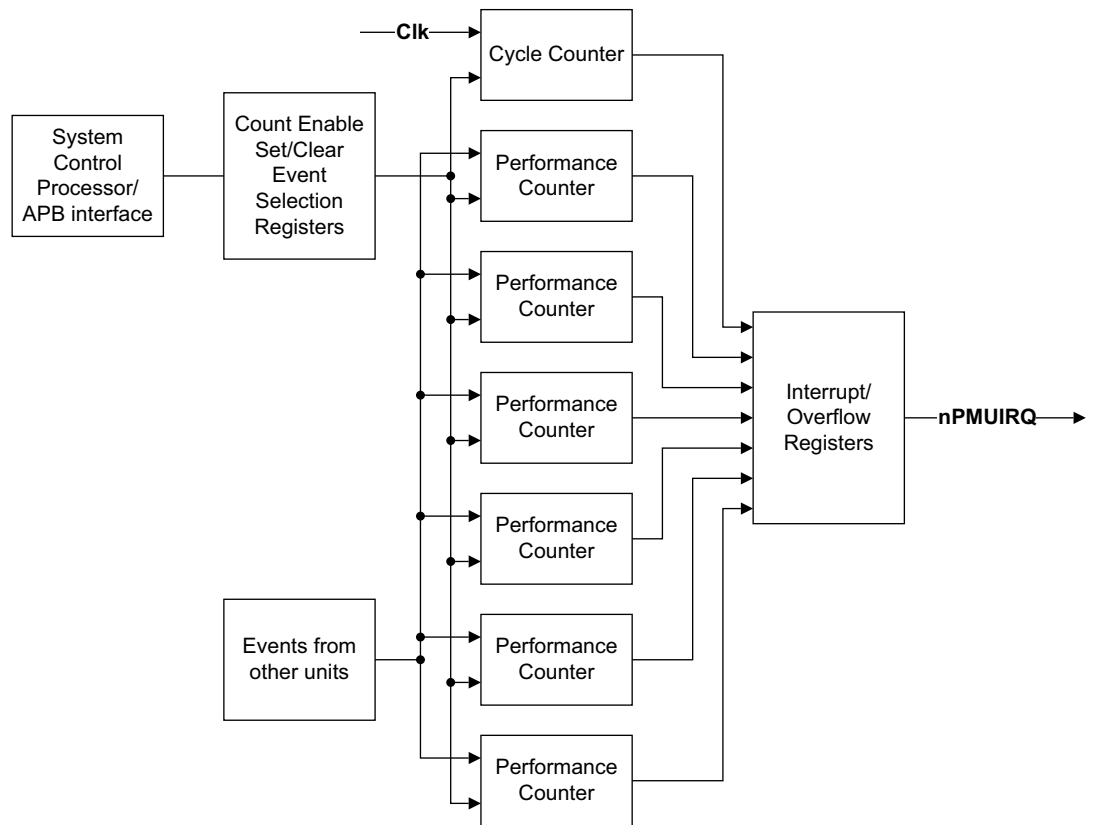 Clk
Cycle Counter
System
Control
Processor/
APB interface
Count Enable
Set/Clear
Event
Selection
Registers
Performance
Counter
Performance
Counter
Performance
Counter
Performance
Counter
Performance
Counter
Performance
Counter
Events from
other units
Interrupt/
Overflow
Registers
nPMUIRQ